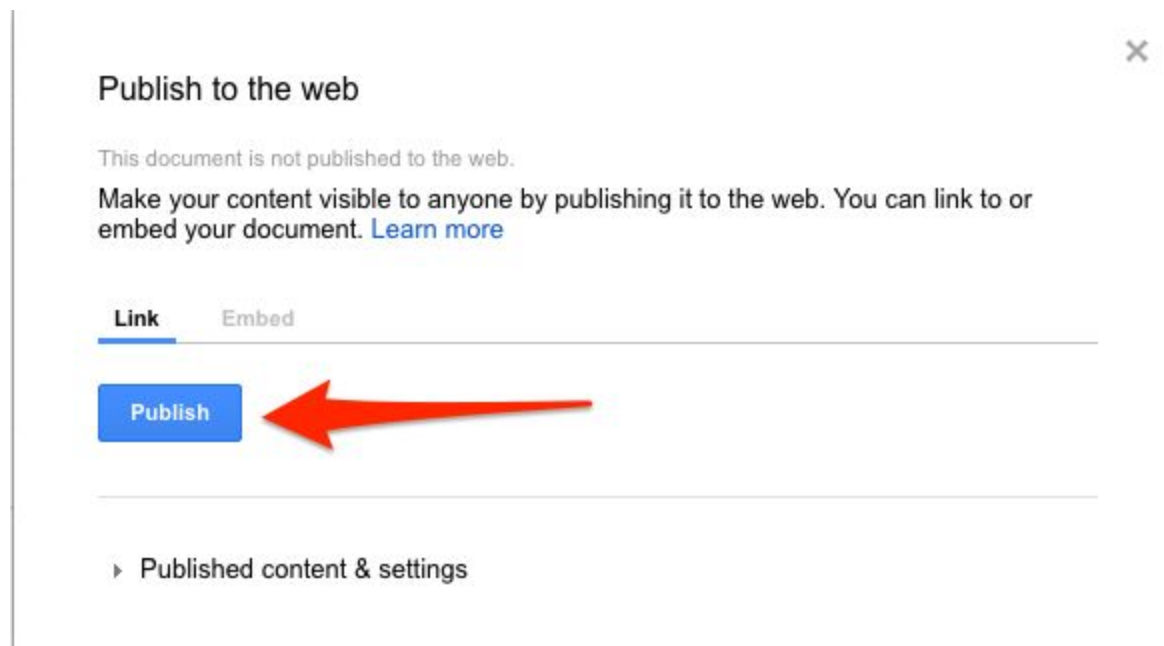 Publish to the web
This document is not published to the web.
Make your content visible to anyone by publishing it to the web. You can link to or
embed your document. Learn more
Link Embed
Publish
Published content & settings